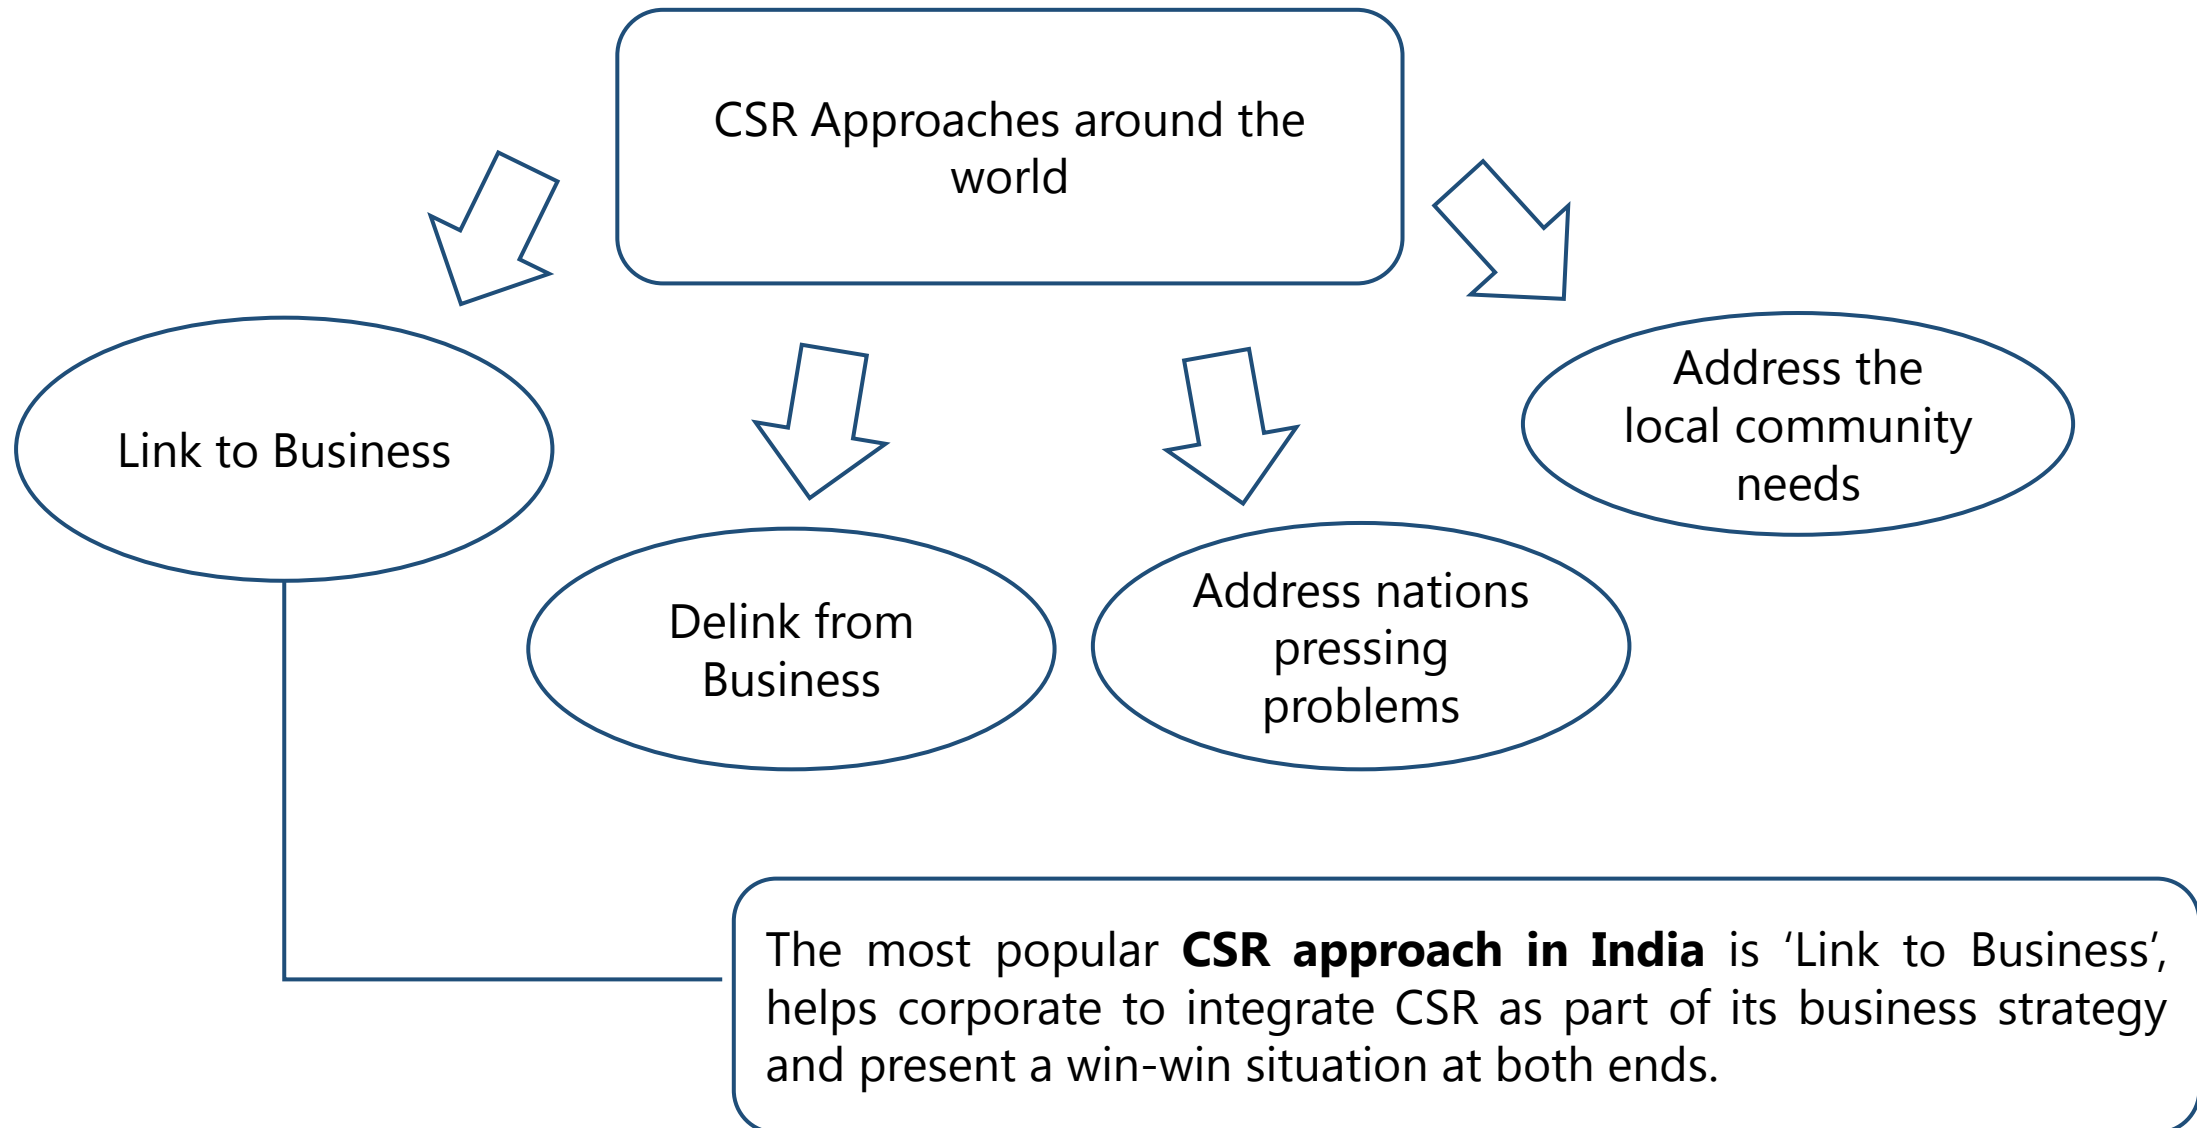 CSR Approaches around the
world
Link to Business
Delink from
Business
Address nations
pressing
problems
Address the
local community
needs
The most popular CSR approach in India is ‘Link to Business’,
helps corporate to integrate CSR as part of its business strategy
and present a win-win situation at both ends.